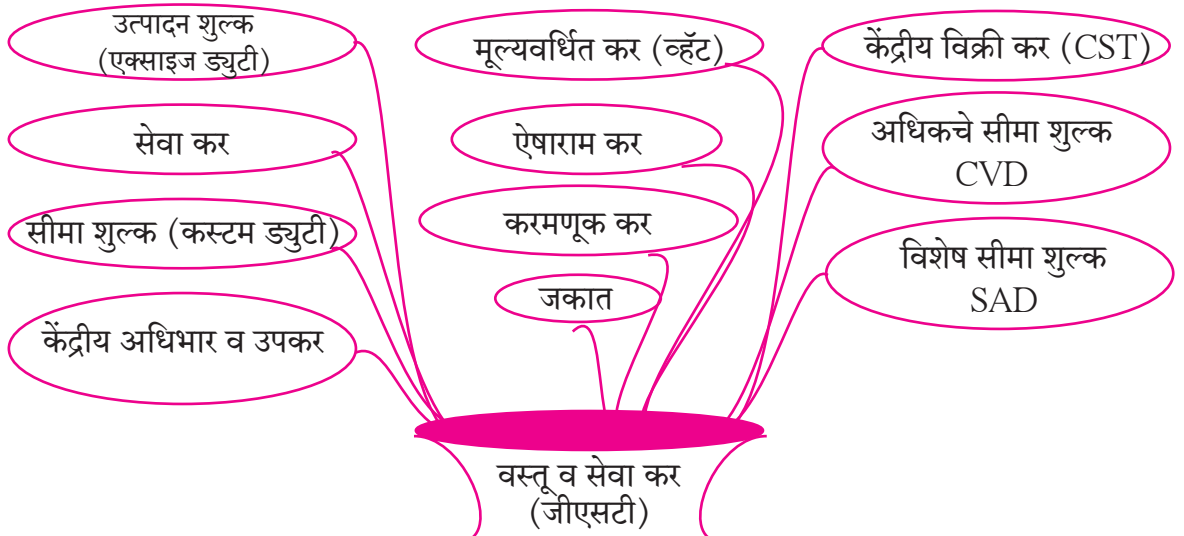 उत्पादन शुल्क
(एक्साइज ड्युटी)
सेवा कर
सीमा शुल्क (कस्टम ड्युटी)
केंद्रीय अधिभार व उपकर
मूल्यवर्धित कर (व्हॅट)
ऐषाराम कर
करमणूक कर
जकात
केंद्रीय विक्री कर (CST)
अधिकचे सीमा शुल्क
CVD
विशेष सीमा शुल्क
SAD
वस्तू व सेवा कर
(जीएसटी)